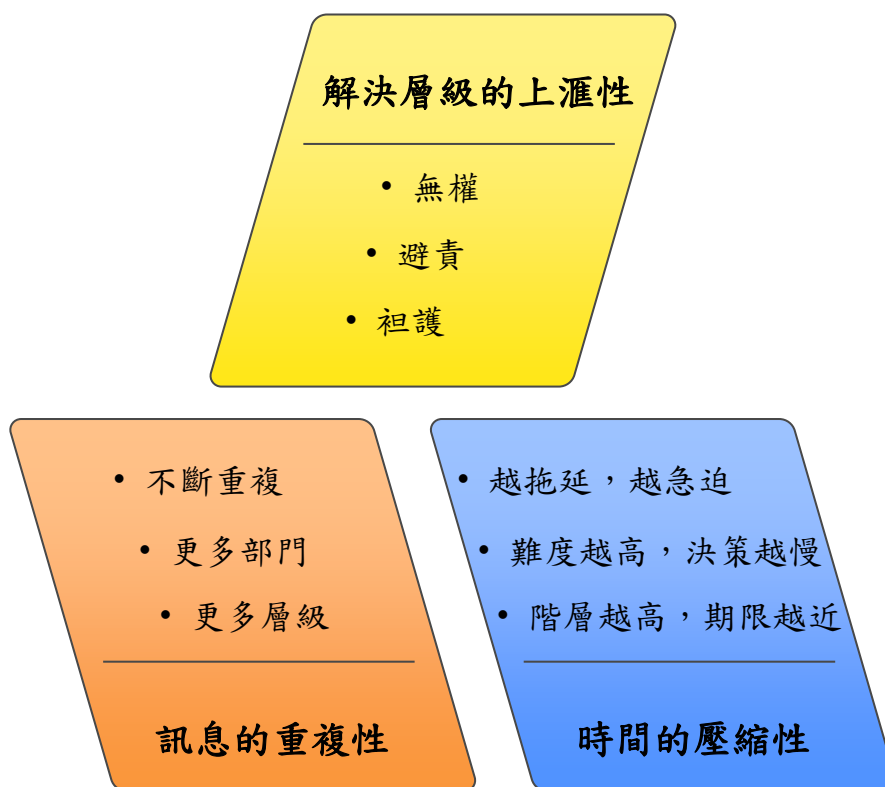 解決層級的上滙性
• 無權
• 避責
• 袒護
• 不斷重複
• 更多部門
• 更多層級
訊息的重複性
• 越拖延，越急迫
• 難度越高，決策越慢
• 階層越高，期限越近
時間的壓縮性